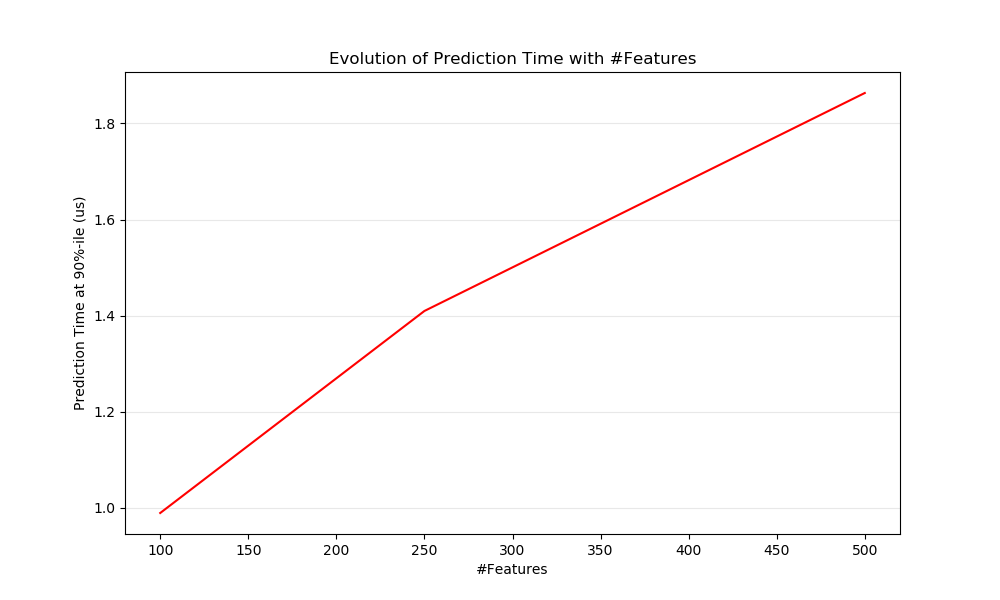 Evolution of Prediction Time with #Features
Prediction Time at 90%-ile (us)
1.8
1.6
1.4
1.2
1.0
100 150 200 250 300 350 400 450 500
#Features